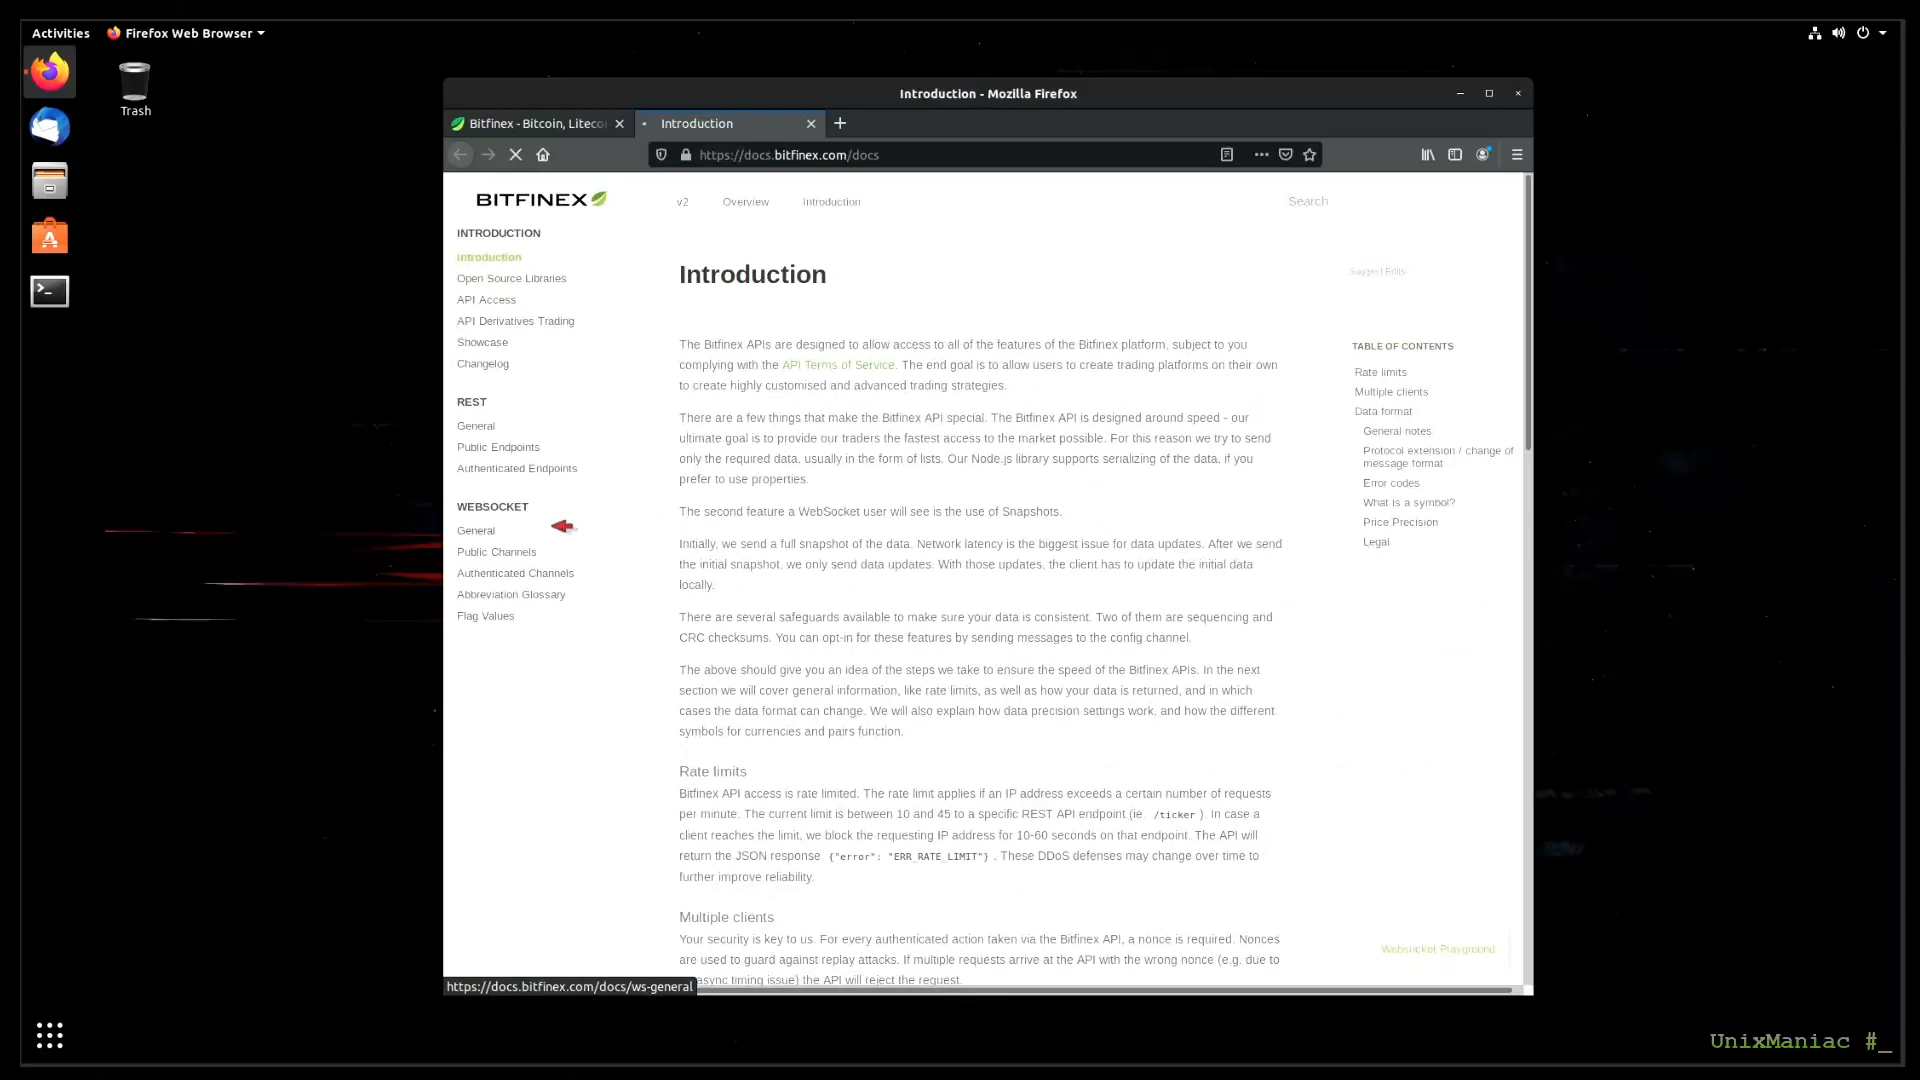 Activities
Firefox Web Browser
Trash
Introduction - Mozilla Firefox
Bitfinex - Bitcoin, Liteco
Introduction
https://docs.bitfinex.com/docs
BITFINEX
v2
Overview
Introduction
Search
INTRODUCTION
Introduction
Open Source Libraries
API Access
API Derivatives Trading
Showcase
Changelog
REST
General
Public Endpoints
Authenticated Endpoints
WEBSOCKET
General
Public Channels
Authenticated Channels
Abbreviation Glossary
Flag Values
Introduction
Suggest Edits
The Bitfinex APIs are designed to allow access to all of the features of the Bitfinex platform, subject to you
complying with the API Terms of Service. The end goal is to allow users to create trading platforms on their own
to create highly customised and advanced trading strategies.
There are a few things that make the Bitfinex API special. The Bitfinex API is designed around speed - our
ultimate goal is to provide our traders the fastest access to the market possible. For this reason we try to send
only the required data, usually in the form of lists. Our Node.js library supports serializing of the data, if you
prefer to use properties.
The second feature a WebSocket user will see is the use of Snapshots.
Initially, we send a full snapshot of the data. Network latency is the biggest issue for data updates. After we send
the initial snapshot, we only send data updates. With those updates, the client has to update the initial data
locally.
There are several safeguards available to make sure your data is consistent. Two of them are sequencing and
CRC checksums. You can opt-in for these features by sending messages to the config channel.
The above should give you an idea of the steps we take to ensure the speed of the Bitfinex APIs. In the next
section we will cover general information, like rate limits, as well as how your data is returned, and in which
cases the data format can change. We will also explain how data precision settings work, and how the different
symbols for currencies and pairs function.
Rate limits
Bitfinex API access is rate limited. The rate limit applies if an IP address exceeds a certain number of requests
per minute. The current limit is between 10 and 45 to a specific REST API endpoint (ie. /ticker ). In case a
client reaches the limit, we block the requesting IP address for 10-60 seconds on that endpoint. The API will
return the JSON response {"error": "ERR_RATE_LIMIT"} . These DDoS defenses may change over time to
further improve reliability.
Multiple clients
Your security is key to us. For every authenticated action taken via the Bitfinex API, a nonce is required. Nonces
are used to guard against replay attacks. If multiple requests arrive at the API with the wrong nonce (e.g. due to
async timing issue) the API will reject the request.
TABLE OF CONTENTS
Rate limits
Multiple clients
Data format
General notes
Protocol extension / change of
message format
Error codes
What is a symbol?
Price Precision
Legal
Websocket Playground
https://docs.bitfinex.com/docs/ws-general
UnixManiac #_